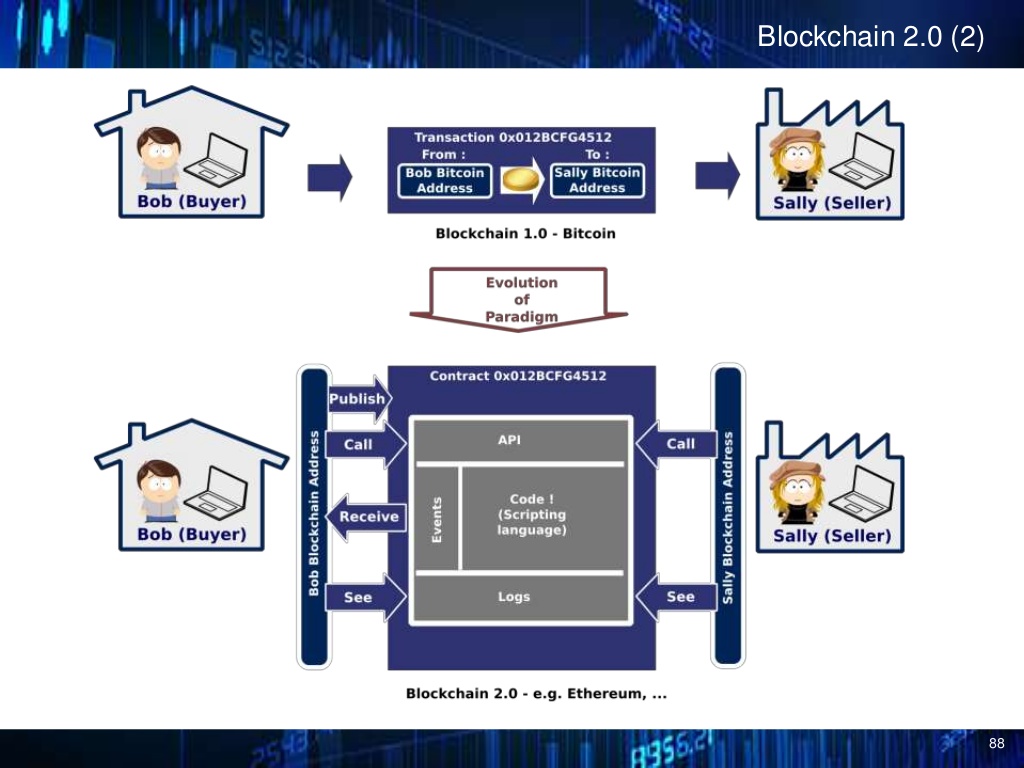 Blockchain 2.0 (2)
Transaction 0x012BCFG4512
From :
To :
Bob Bitcoin
Address
Sally Bitcoin
Address
Bob (Buyer)
Sally (Seller)
Blockchain 1.0 - Bitcoin
Evolution
of
Paradigm
Contract 0x012BCFG4512
Publish
Call
API
Call
Bob Blockchain Address
Receive
Events
Code !
(Scripting
language)
Sally Blockchain Address
Bob (Buyer)
Sally (Seller)
See
Logs
See
Blockchain 2.0 - e.g. Ethereum, ...
88